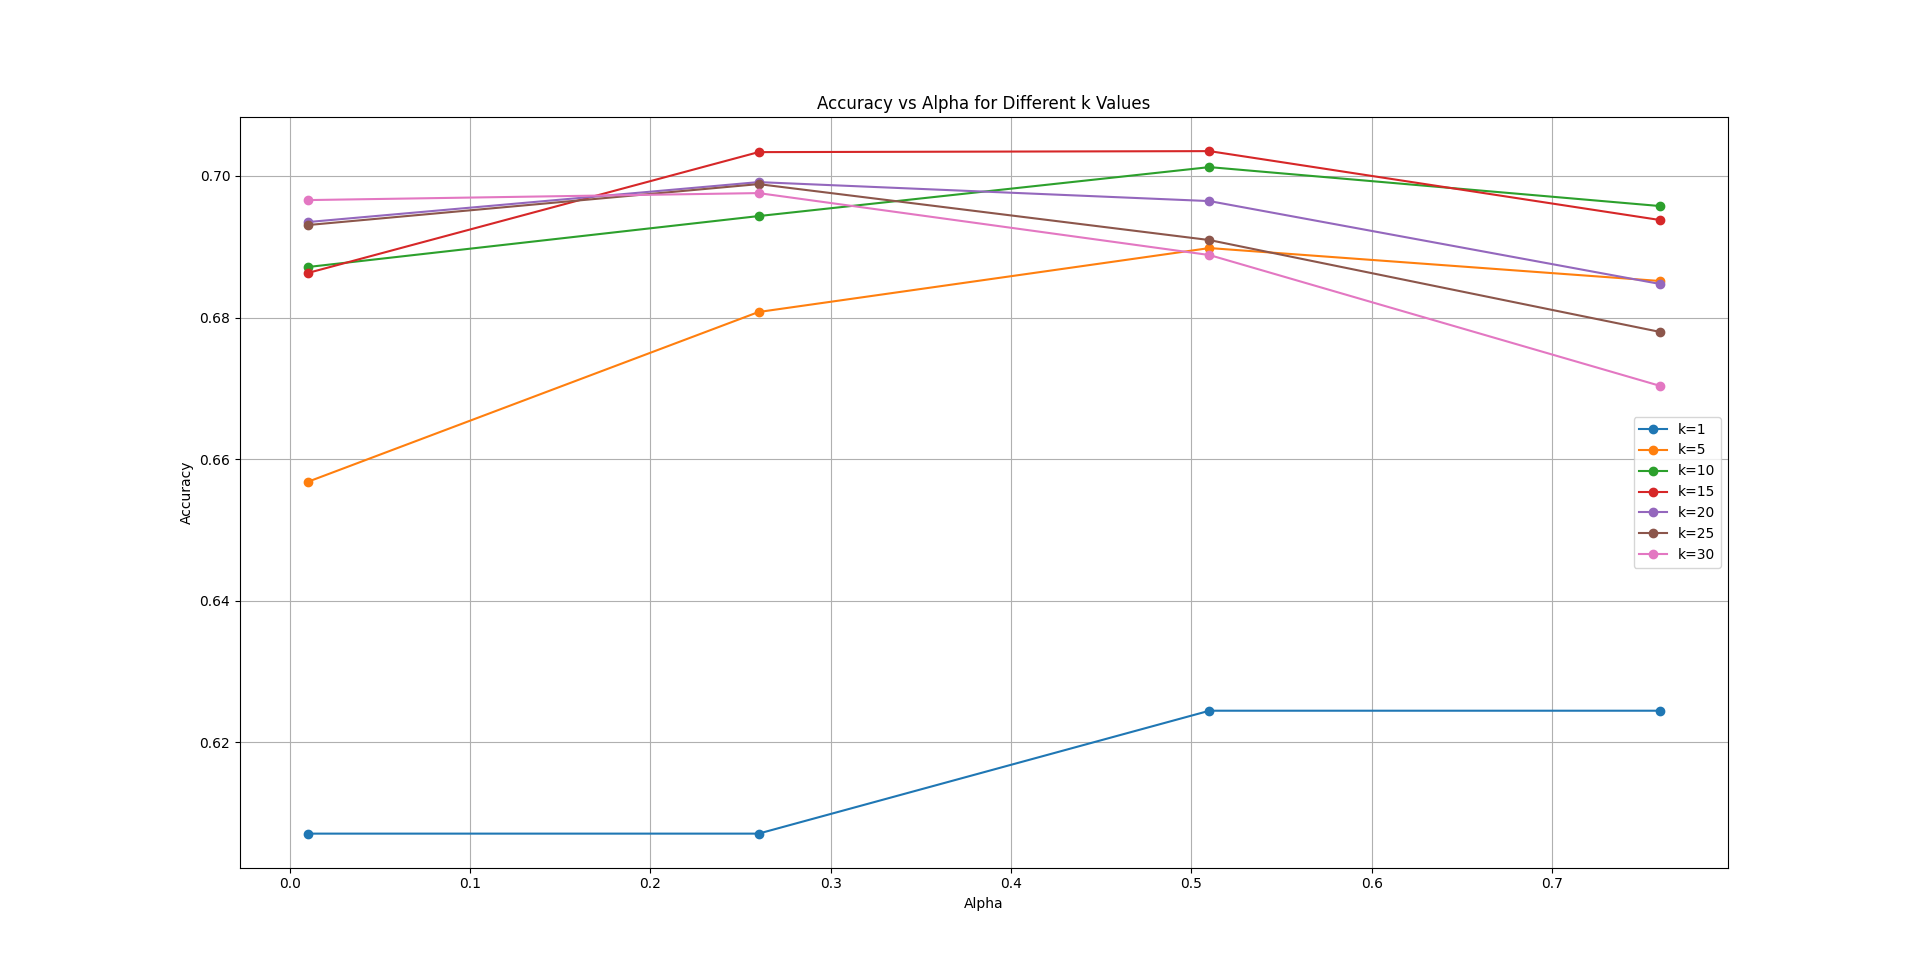 Accuracy vs Alpha for Different k Values
0.70
0.68
0.66
0.64
0.62
Accuracy
k=1
k=5
k=10
k=15
k=20
k=25
k=30
0.0 0.1 0.2 0.3 0.4 0.5 0.6 0.7
Alpha